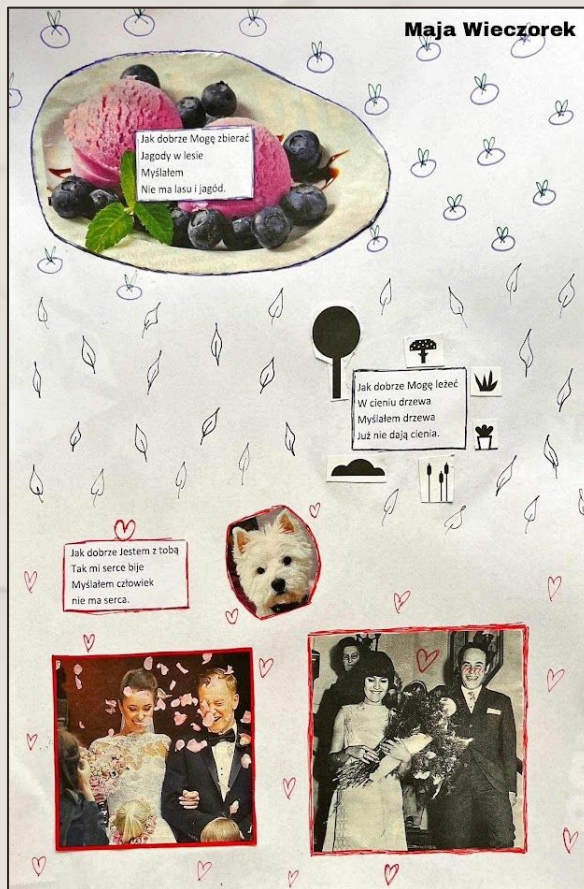 Maja Wieczorek
Jak dobrze Mogę zbierać
Jagody w lesie
Myślałem
Nie ma lasu i jagód.
Jak dobrze Mogę leżeć
W cieniu drzewa
Myślałem drzewa
Już nie dają cienia.
Jak dobrze Jestem z tobą
Tak mi serce bije
Myślałem człowiek
nie ma serca.